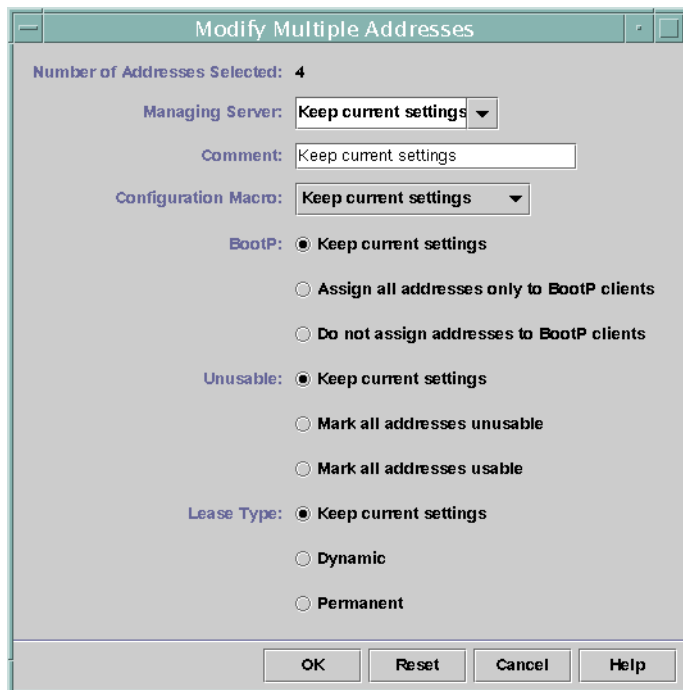 Modify Multiple Addresses
Number of Addresses Selected: 4
Managing Server: Keep current settings
Comment: Keep current settings
Configuration Macro: Keep current settings
BootP: Keep current settings
Assign all addresses only to BootP clients
Do not assign addresses to BootP clients
Unusable: Keep current settings
Mark all addresses unusable
Mark all addresses usable
Lease Type: Keep current settings
Dynamic
Permanent
OK Reset Cancel Help